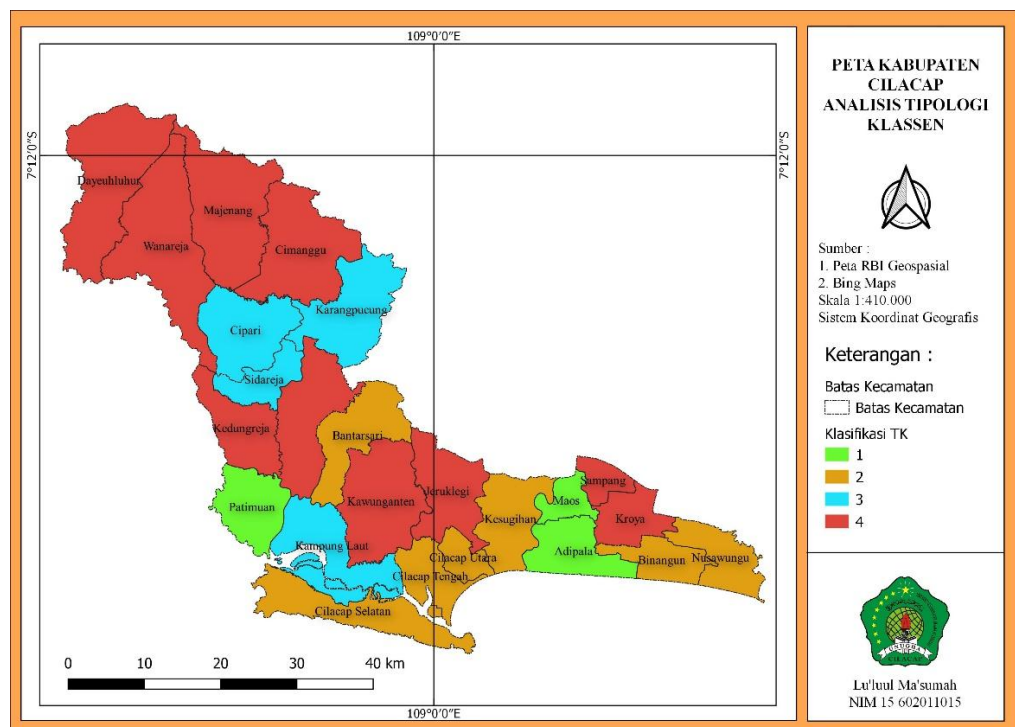 109°0'0"E
7°12'0"S
7°12'0"S
Dayeuhluhur
Majenang
Wanareja
Cimanggu
Karangpucung
Cipari
Sidareja
Kedungreja
Bantarsari
Patimuan
Kawunganten
Jeruklegi
Kesugihan
Maos
Sampang
Kroya
Kampung Laut
Adipala
Cilacap Utara
Binangun
Nusawungu
Cilacap Tengah
Cilacap Selatan
0 10 20 30 40 km
109°0'0"E
PETA KABUPATEN
CILACAP
ANALISIS TIPOLOGI
KLASSEN
Sumber :
1. Peta RBI Geospasial
2. Bing Maps
Skala 1:410.000
Sistem Koordinat Geografis
Keterangan :
Batas Kecamatan
Batas Kecamatan
Klasifikasi TK
1
2
3
4
UNUGHA
CILACAP
Lu'luul Ma'sumah
NIM 15 602011015